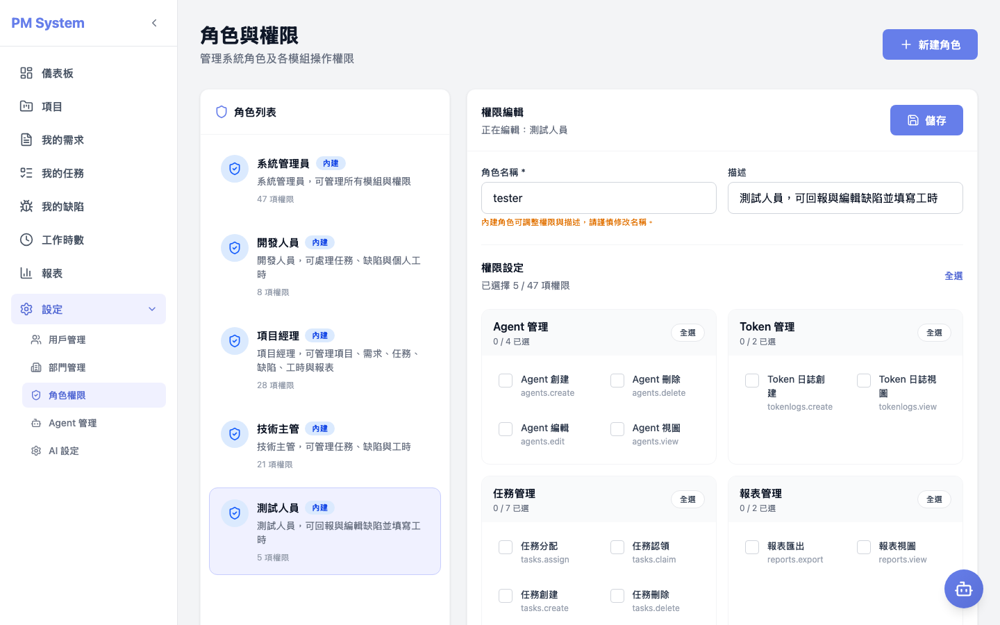 PM System
儀表板
項目
我的需求
我的任務
我的缺陷
工作時數
報表
設定
用戶管理
部門管理
角色權限
Agent 管理
AI 設定
角色與權限
管理系統角色及各模組操作權限
新建角色
角色列表
系統管理員 內建
系統管理員，可管理所有模組與權限
47 項權限
開發人員 內建
開發人員，可處理任務、缺陷與個人工
時
8 項權限
項目經理 內建
項目經理，可管理項目、需求、任務、
缺陷、工時與報表
28 項權限
技術主管 內建
技術主管，可管理任務、缺陷與工時
21 項權限
測試人員 內建
測試人員，可回報與編輯缺陷並填寫工
時
5 項權限
權限編輯
正在編輯：測試人員
儲存
角色名稱 *
tester
內建角色可調整權限與描述，請謹慎修改名稱。
描述
測試人員，可回報與編輯缺陷並填寫工時
權限設定
已選擇 5 / 47 項權限
全選
Agent 管理
0 / 4 已選
全選
Agent 創建
agents.create
Agent 刪除
agents.delete
Agent 編輯
agents.edit
Agent 視圖
agents.view
Token 管理
0 / 2 已選
全選
Token 日誌創
建
tokenlogs.create
Token 日誌視
圖
tokenlogs.view
任務管理
0 / 7 已選
全選
任務分配
tasks.assign
任務認領
tasks.claim
任務創建
tasks.create
任務刪除
tasks.delete
報表管理
0 / 2 已選
全選
報表匯出
reports.export
報表視圖
reports.view